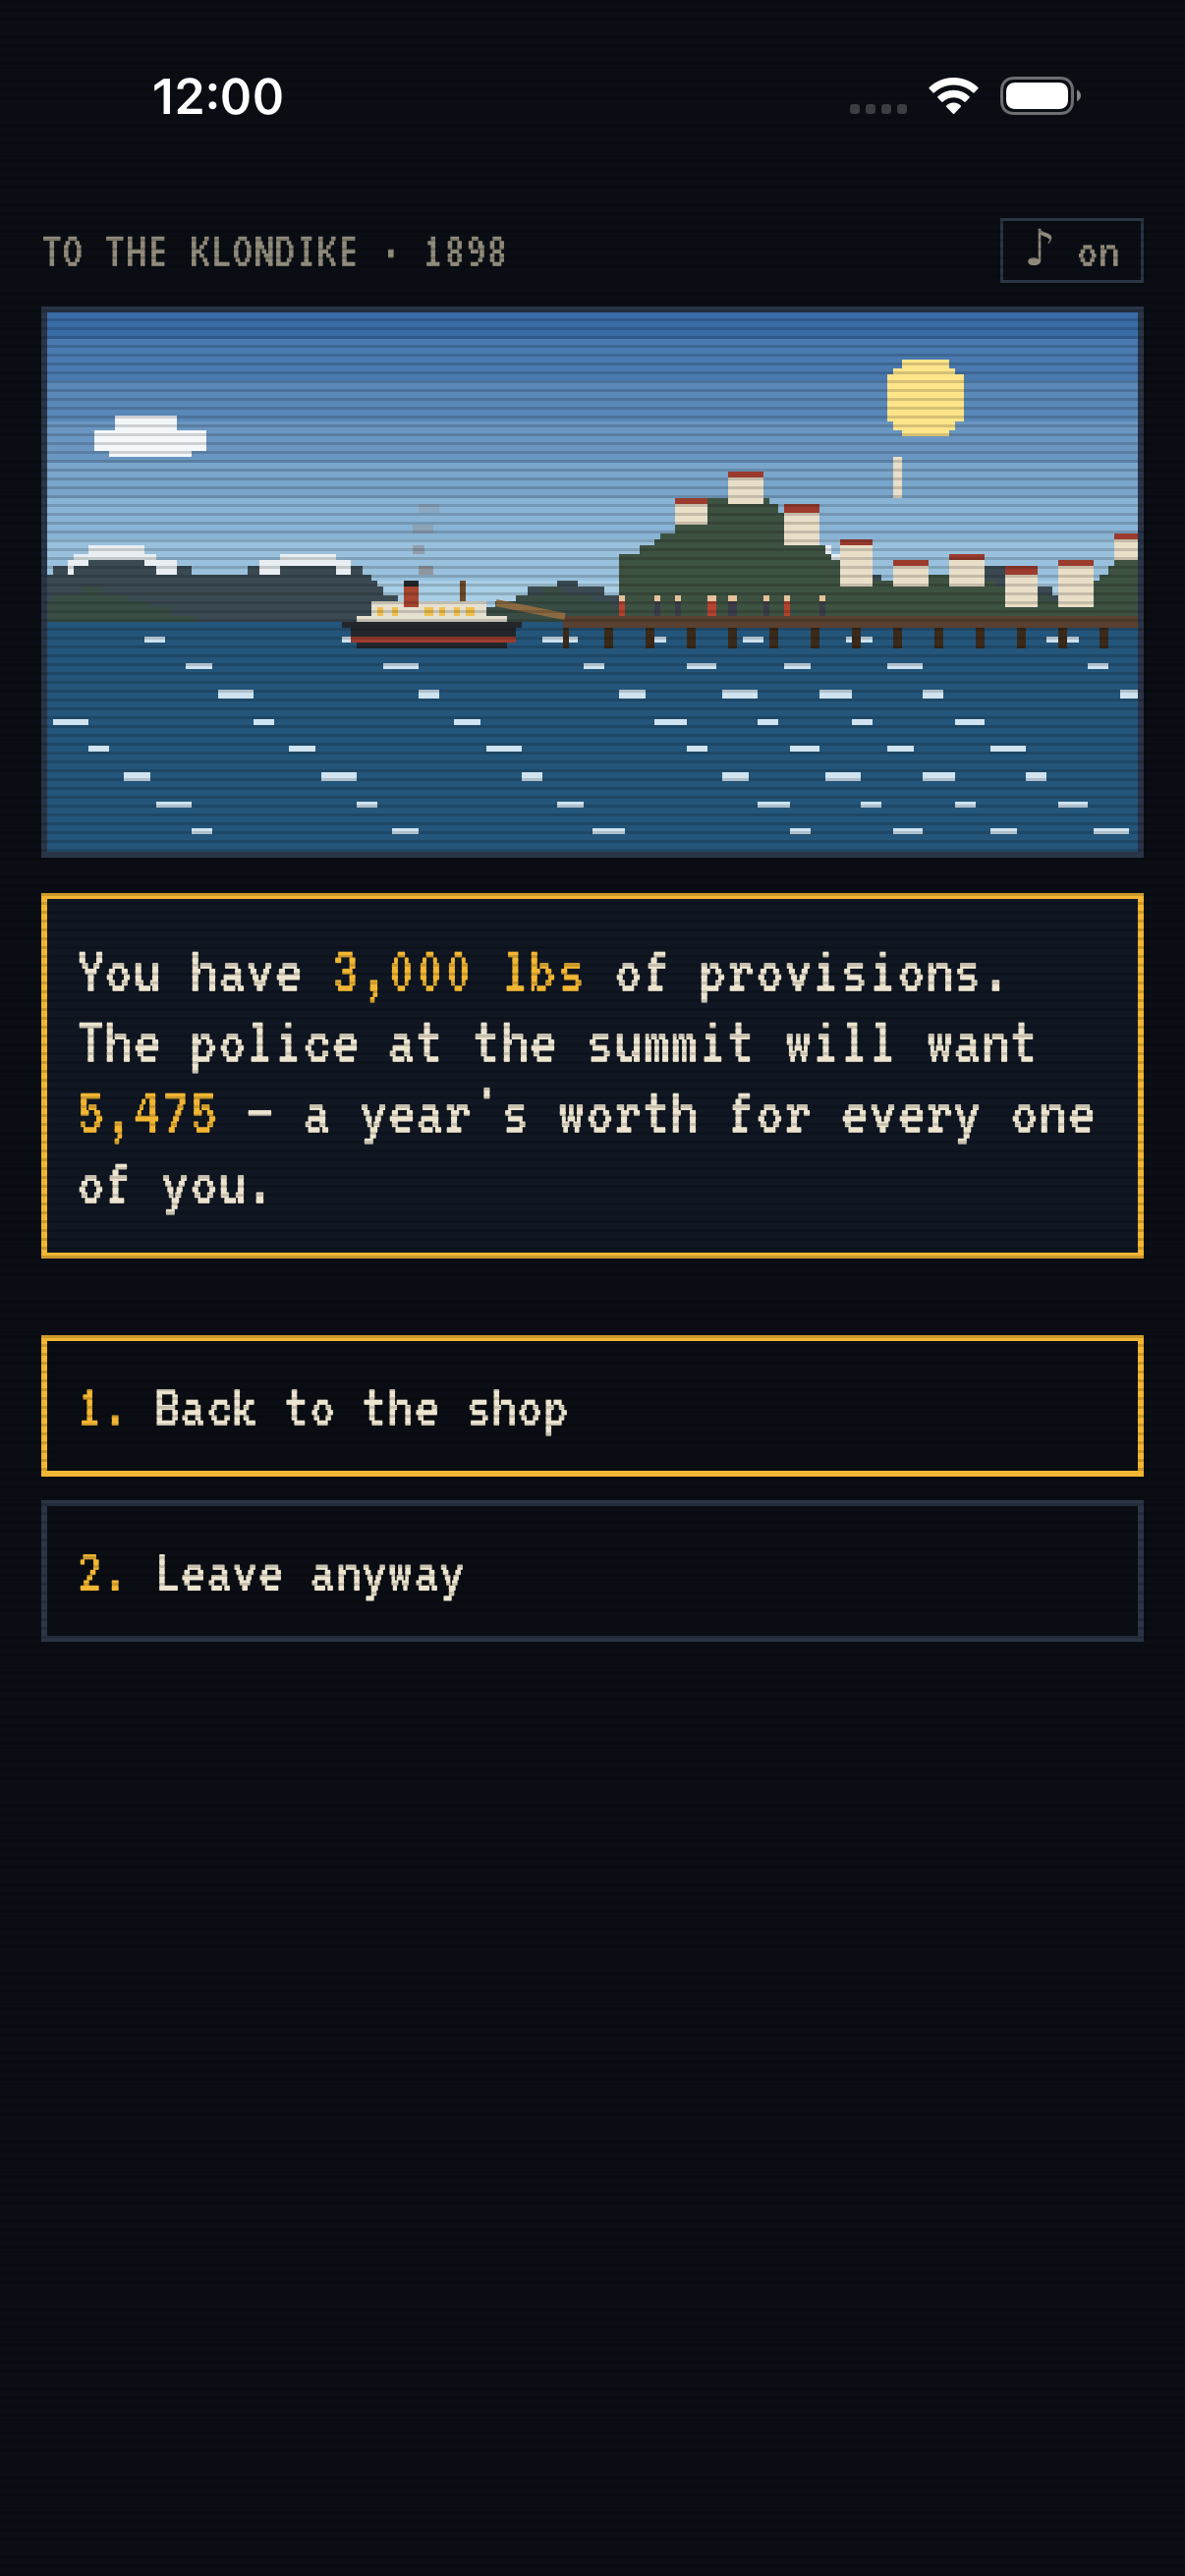 12:00
TO THE KLONDIKE · 1898
♪ on
You have 3,000 lbs of provisions.
The police at the summit will want
5,475 – a year's worth for every one
of you.
1. Back to the shop
2. Leave anyway